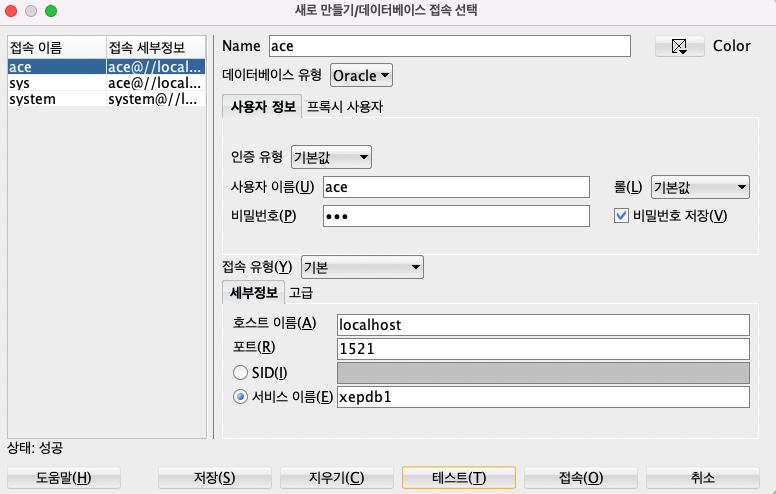 새로 만들기/데이터베이스 접속 선택
접속 이름 접속 세부정보
ace ace@//local...
sys ace@//local...
system system@//l...
Name ace Color
데이터베이스 유형 Oracle
사용자 정보 프록시 사용자
인증 유형 기본값
사용자 이름(U) ace 롤(L) 기본값
비밀번호(P) ●●● 비밀번호 저장(V)
접속 유형(Y) 기본
세부정보 고급
호스트 이름(A) localhost
포트(R) 1521
SID(I)
서비스 이름(E) xepdb1
상태: 성공
도움말(H) 저장(S) 지우기(C) 테스트(T) 접속(O) 취소